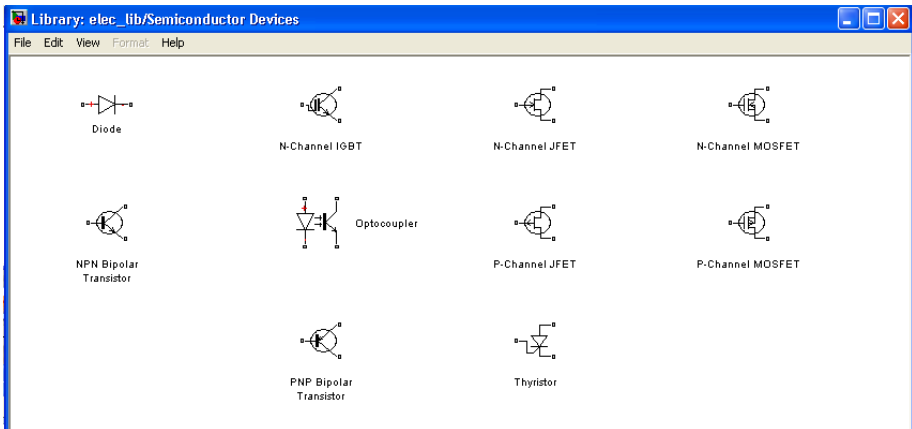 Library: elec_lib/Semiconductor Devices
File Edit View Format Help
Diode
N-Channel IGBT
N-Channel JFET
N-Channel MOSFET
NPN Bipolar
Transistor
Optocoupler
P-Channel JFET
P-Channel MOSFET
PNP Bipolar
Transistor
Thyristor